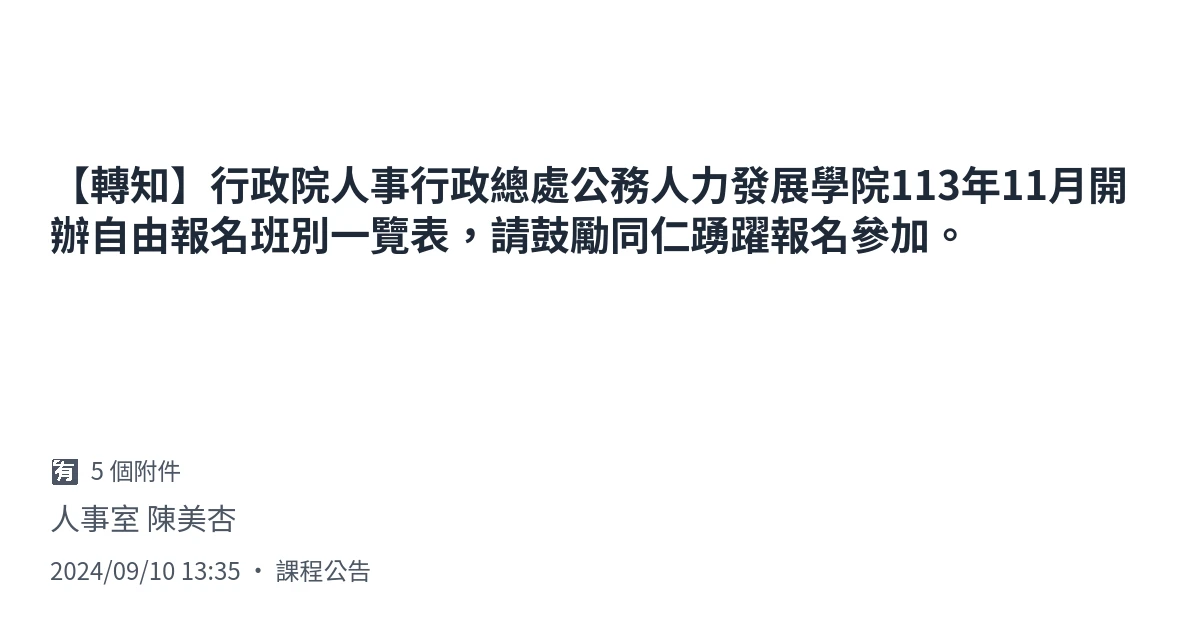 【轉知】行政院人事行政總處公務人力發展學院113年11月開
辦自由報名班別一覽表，請鼓勵同仁踴躍報名參加。
有 5 個附件
人事室 陳美杏
2024/09/10 13:35 • 課程公告